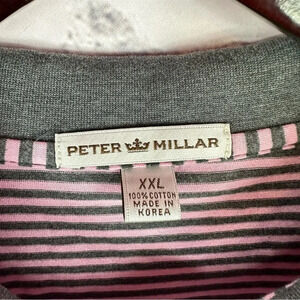 PETER MILLAR
XXL
100% COTTON
MADE IN
KOREA